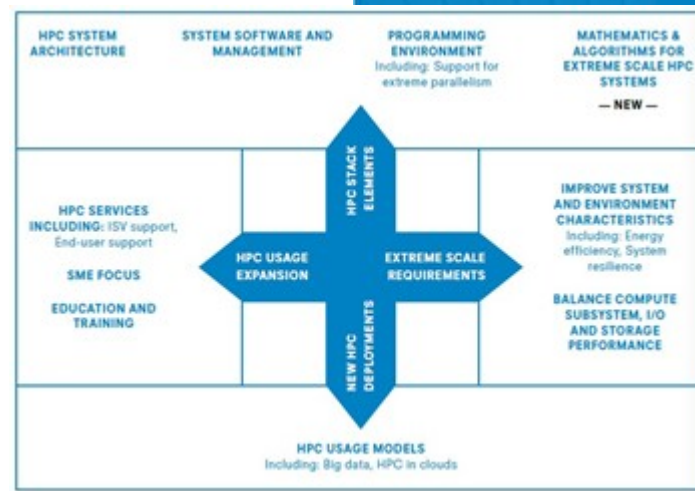 HPC SYSTEM
ARCHITECTURE
SYSTEM SOFTWARE AND
MANAGEMENT
PROGRAMMING
ENVIRONMENT
Including: Support for
extreme parallelism
MATHEMATICS &
ALGORITHMS FOR
EXTREME SCALE HPC
SYSTEMS
— NEW —
HPC STACK
ELEMENTS
HPC SERVICES
INCLUDING: ISV support,
End-user support
SME FOCUS
EDUCATION AND
TRAINING
HPC USAGE
EXPANSION
EXTREME SCALE
REQUIREMENTS
IMPROVE SYSTEM
AND ENVIRONMENT
CHARACTERISTICS
Including: Energy
efficiency, System
resilience
BALANCE COMPUTE
SUBSYSTEM, I/O
AND STORAGE
PERFORMANCE
NEW HPC
DEPLOYMENTS
HPC USAGE MODELS
Including: Big data, HPC in clouds